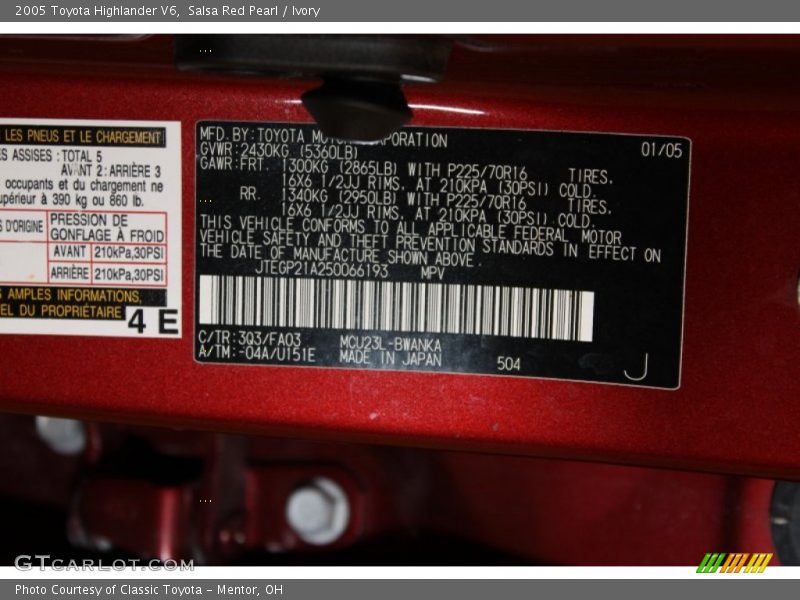 2005 Toyota Highlander V6, Salsa Red Pearl / Ivory
LES PNEUS ET LE CHARGEMENT
ES ASSISES : TOTAL 5
AVANT 2 : ARRIÈRE 3
occupants et du chargement ne
upérieur à 390 kg ou 860 lb.
D'ORIGINE
PRESSION DE
GONFLAGE À FROID
AVANT 210kPa,30PSI
ARRIÈRE 210kPa,30PSI
AMPLES INFORMATIONS,
EL DU PROPRIÉTAIRE
4 E
MFD. BY: TOYOTA MO CORPORATION 01/05
GVWR: 2430KG (5360LB)
GAWR: FRT. 1300KG (2865LB) WITH P225/70R16 TIRES.
16X6 1/2JJ RIMS. AT 210KPA (30PSI) COLD.
RR. 1340KG (2950LB) WITH P225/70R16 TIRES.
16X6 1/2JJ RIMS. AT 210KPA (30PSI) COLD.
THIS VEHICLE CONFORMS TO ALL APPLICABLE FEDERAL MOTOR
VEHICLE SAFETY AND THEFT PREVENTION STANDARDS IN EFFECT ON
THE DATE OF MANUFACTURE SHOWN ABOVE.
JTEGP21A250066193 MPV
C/TR: 3Q3/FA03 MCU23L-BWANKA
A/TM: -04A/U151E MADE IN JAPAN 504 J
GTCARLOT.COM
Photo Courtesy of Classic Toyota - Mentor, OH